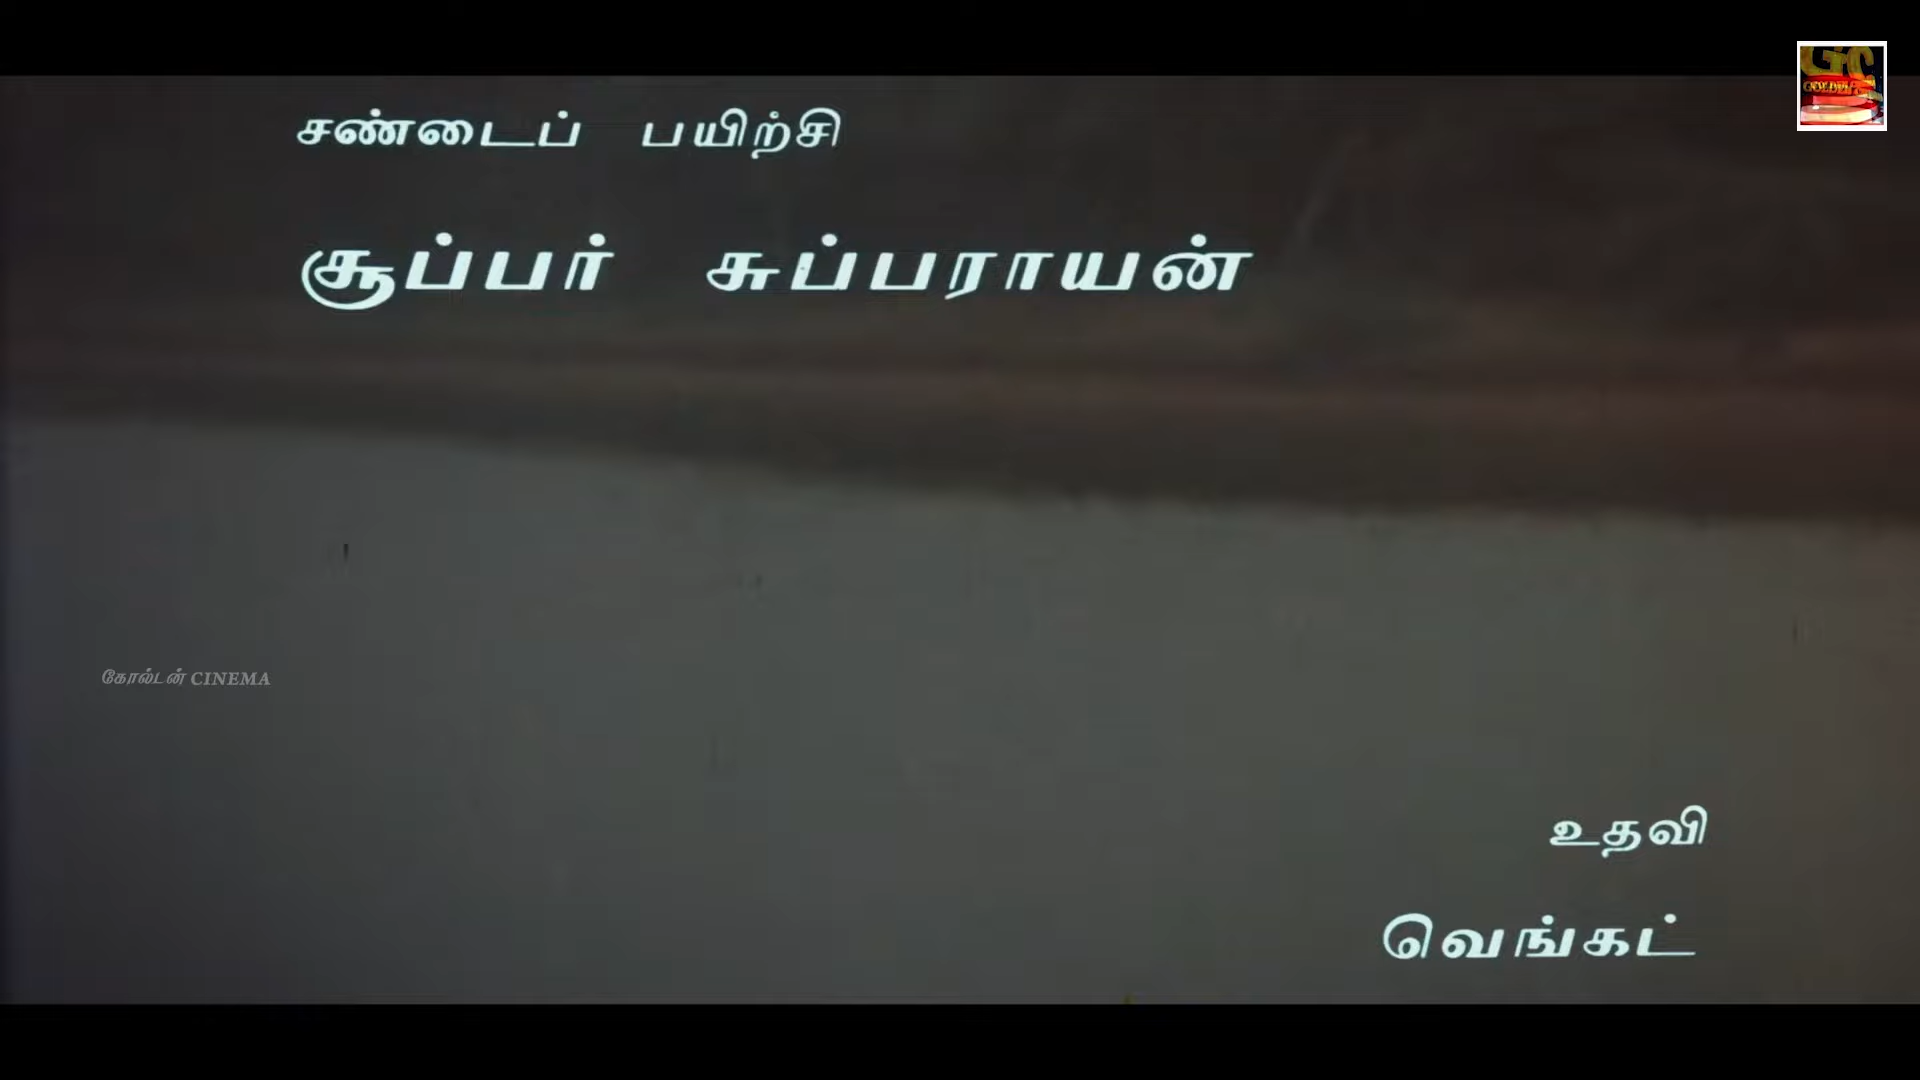 சண்டைப் பயிற்சி
சூப்பர் சுப்பராயன்
கோல்டன் CINEMA
உதவி
வெங்கட்